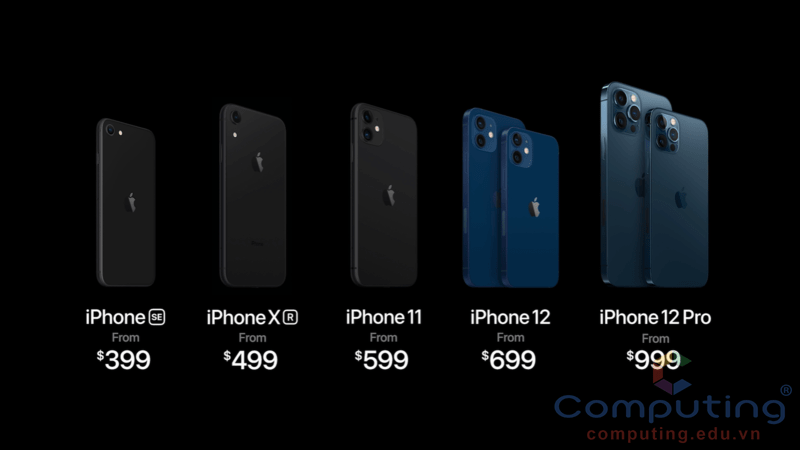 iPhone SE
From
$399
iPhone XR
From
$499
iPhone 11
From
$599
iPhone 12
From
$699
iPhone 12 Pro
From
$999
Computing®
computing.edu.vn